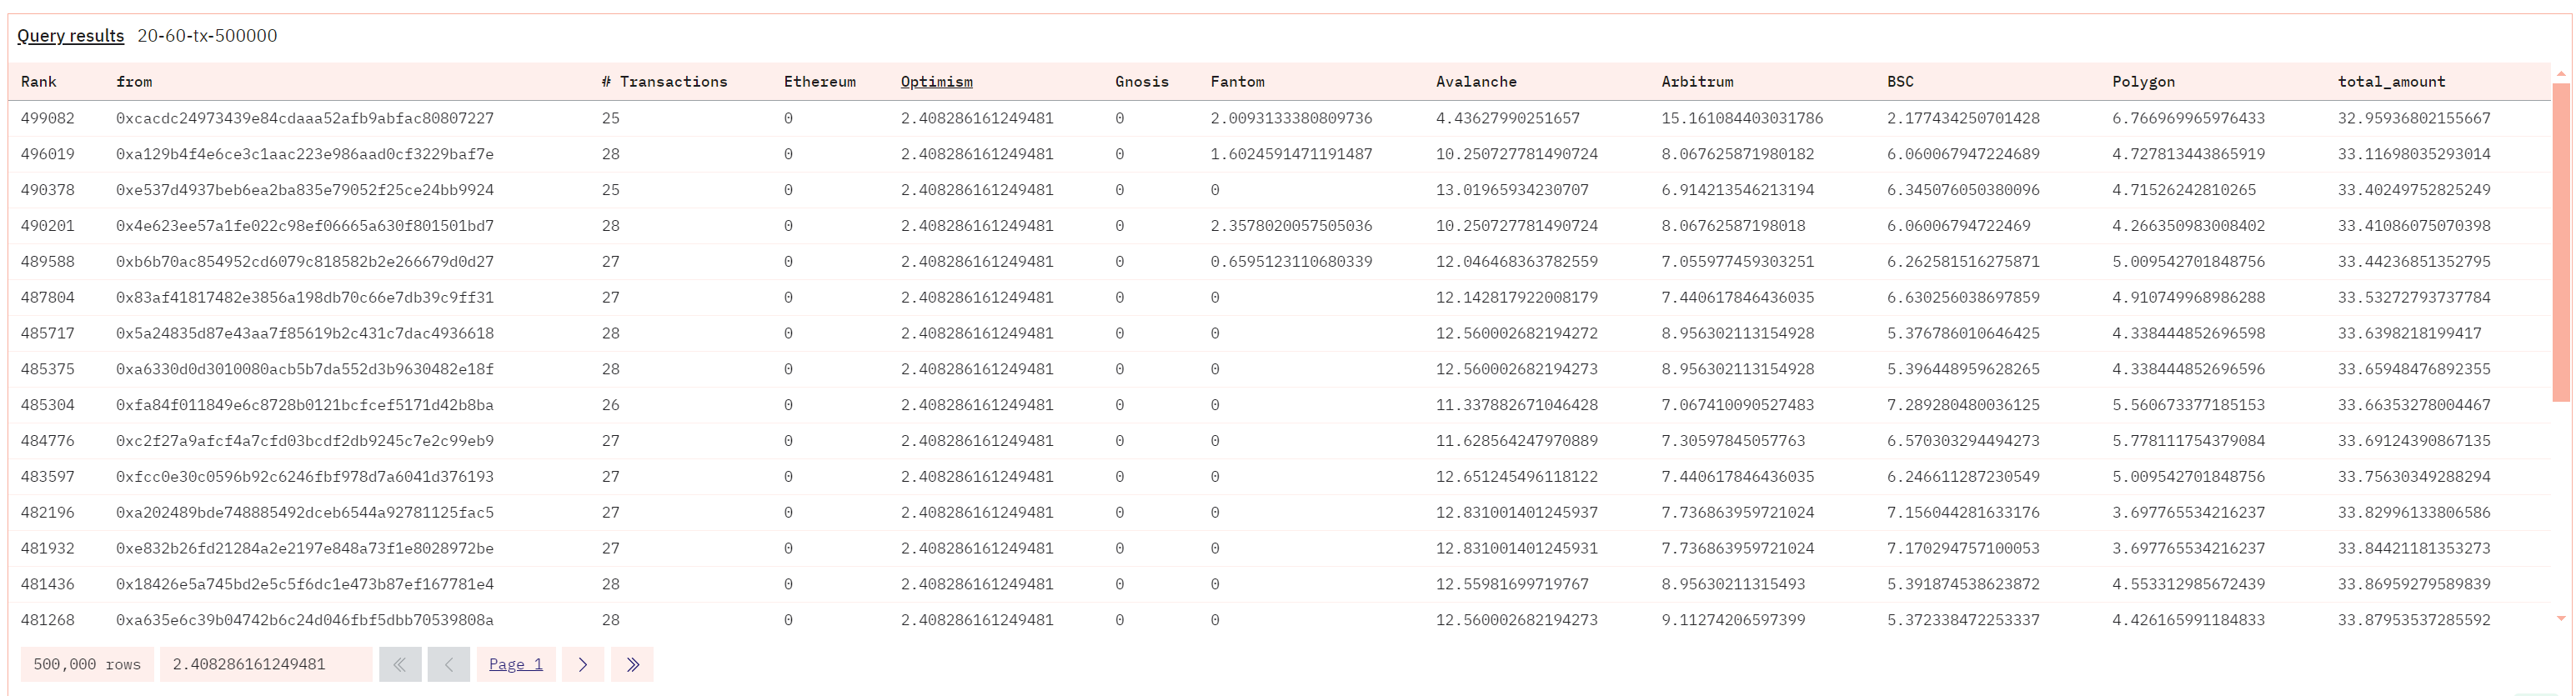 Query results 20-60-tx-500000
Rank from # Transactions Ethereum Optimism Gnosis Fantom Avalanche Arbitrum BSC Polygon total_amount
499082 0xcacdc24973439e84cdaaa52afb9abfac80807227 25 0 2.408286161249481 0 2.0093133380809736 4.43627990251657 15.161084403031786 2.177434250701428 6.766969965976433 32.95936802155667
496019 0xa129b4f4e6ce3c1aac223e986aad0cf3229baf7e 28 0 2.408286161249481 0 1.6024591471191487 10.250727781490724 8.067625871980182 6.060067947224689 4.727813443865919 33.11698035293014
490378 0xe537d4937beb6ea2ba835e79052f25ce24bb9924 25 0 2.408286161249481 0 0 13.01965934230707 6.914213546213194 6.345076050380096 4.71526242810265 33.40249752825249
490201 0x4e623ee57a1fe022c98ef06665a630f801501bd7 28 0 2.408286161249481 0 2.3578020057505036 10.250727781490724 8.06762587198018 6.06006794722469 4.266350983008402 33.41086075070398
489588 0xb6b70ac854952cd6079c818582b2e266679d0d27 27 0 2.408286161249481 0 0.6595123110680339 12.046468363782559 7.055977459303251 6.262581516275871 5.009542701848756 33.44236851352795
487804 0x83af41817482e3856a198db70c66e7db39c9ff31 27 0 2.408286161249481 0 0 12.142817922008179 7.440617846436035 6.630256038697859 4.910749968986288 33.53272793737784
485717 0x5a24835d87e43aa7f85619b2c431c7dac4936618 28 0 2.408286161249481 0 0 12.560002682194272 8.956302113154928 5.376786010646425 4.338444852696598 33.6398218199417
485375 0xa6330d0d3010080acb5b7da552d3b9630482e18f 28 0 2.408286161249481 0 0 12.560002682194273 8.956302113154928 5.396448959628265 4.338444852696596 33.65948476892355
485304 0xfa84f011849e6c8728b0121bcfcef5171d42b8ba 26 0 2.408286161249481 0 0 11.337882671046428 7.067410090527483 7.289280480036125 5.560673377185153 33.66353278004467
484776 0xc2f27a9afcf4a7cfd03bcdf2db9245c7e2c99eb9 27 0 2.408286161249481 0 0 11.628564247970889 7.30597845057763 6.570303294494273 5.778111754379084 33.69124390867135
483597 0xfcc0e30c0596b92c6246fbf978d7a6041d376193 27 0 2.408286161249481 0 0 12.651245496118122 7.440617846436035 6.246611287230549 5.009542701848756 33.75630349288294
482196 0xa202489bde748885492dceb6544a92781125fac5 27 0 2.408286161249481 0 0 12.831001401245937 7.736863959721024 7.156044281633176 3.697765534216237 33.82996133806586
481932 0xe832b26fd21284a2e2197e848a73f1e8028972be 27 0 2.408286161249481 0 0 12.831001401245931 7.736863959721024 7.170294757100053 3.697765534216237 33.84421181353273
481436 0x18426e5a745bd2e5c5f6dc1e473b87ef167781e4 28 0 2.408286161249481 0 0 12.55981699719767 8.95630211315493 5.391874538623872 4.553312985672439 33.86959279589839
481268 0xa635e6c39b04742b6c24d046fbf5dbb70539808a 28 0 2.408286161249481 0 0 12.560002682194273 9.11274206597399 5.372338472253337 4.426165991184833 33.87953537285592
500,000 rows 2.408286161249481 Page 1